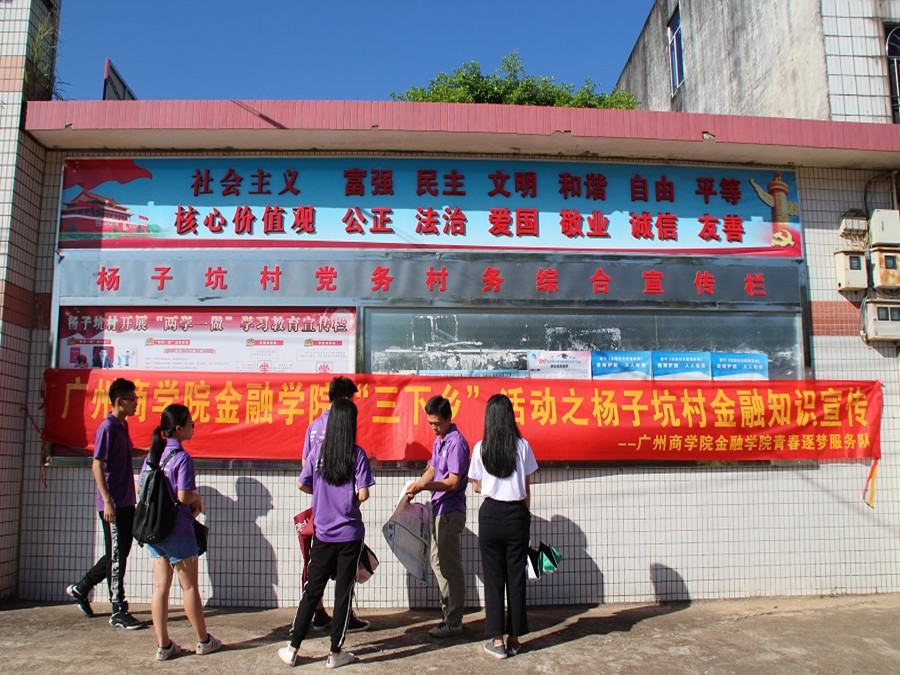 社会主义 富强 民主 文明 和谐 自由 平等
核心价值观 公正 法治 爱国 敬业 诚信 友善
杨子坑村党务村务综合宣传栏
杨子坑村开展“两学一做”学习教育宣传栏
广州商学院金融学院“三下乡”活动之杨子坑村金融知识宣传
--广州商学院金融学院青春逐梦服务队